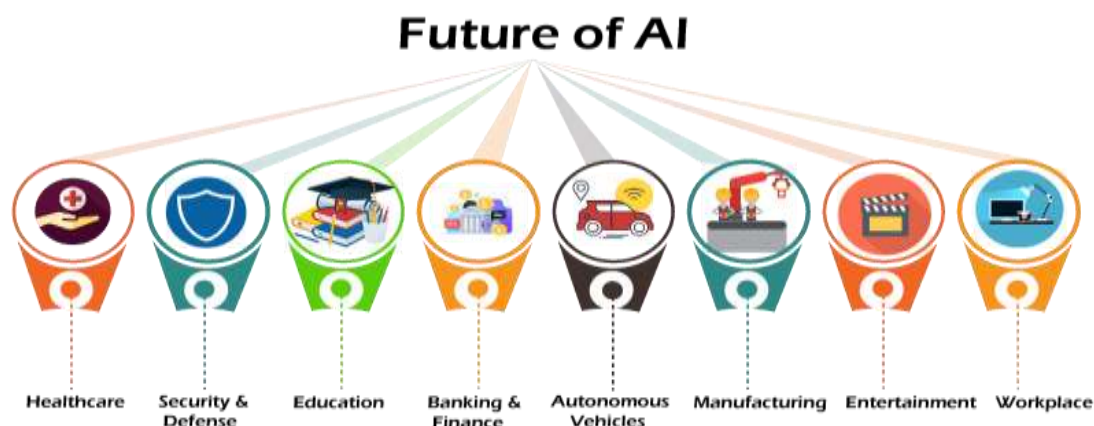 Future of AI
Healthcare
Security &
Defense
Education
Banking &
Finance
Autonomous
Vehicles
Manufacturing
Entertainment
Workplace